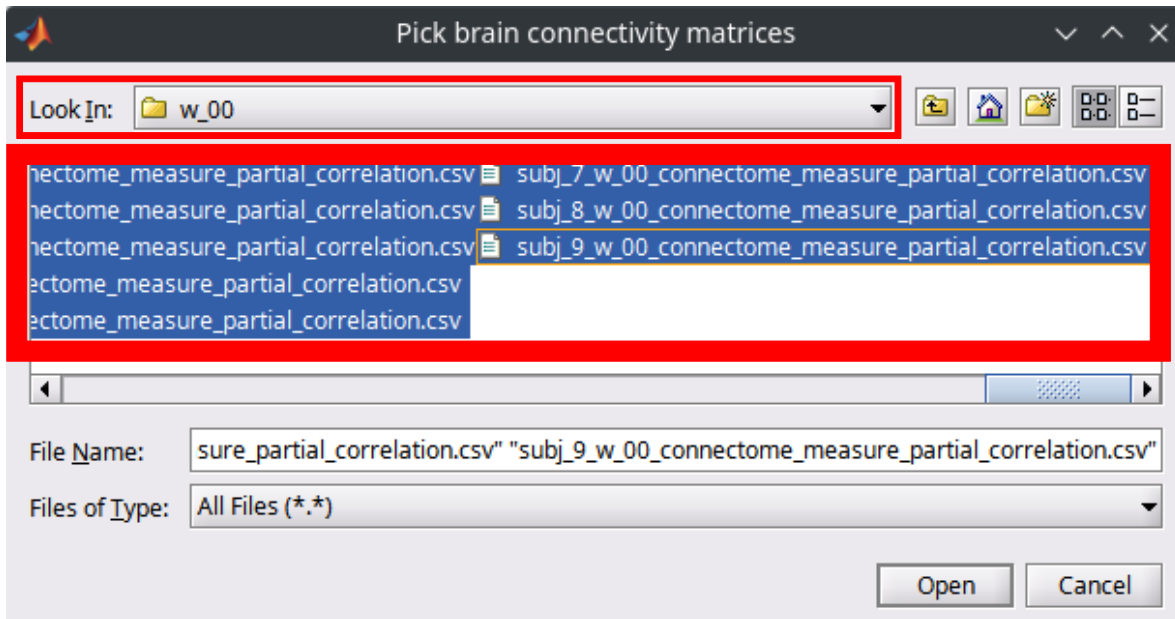 Pick brain connectivity matrices
Look In: w_00
nectome_measure_partial_correlation.csv subj_7_w_00_connectome_measure_partial_correlation.csv
nectome_measure_partial_correlation.csv subj_8_w_00_connectome_measure_partial_correlation.csv
nectome_measure_partial_correlation.csv subj_9_w_00_connectome_measure_partial_correlation.csv
ectome_measure_partial_correlation.csv
ectome_measure_partial_correlation.csv
File Name: sure_partial_correlation.csv" "subj_9_w_00_connectome_measure_partial_correlation.csv"
Files of Type: All Files (*.*)
Open Cancel